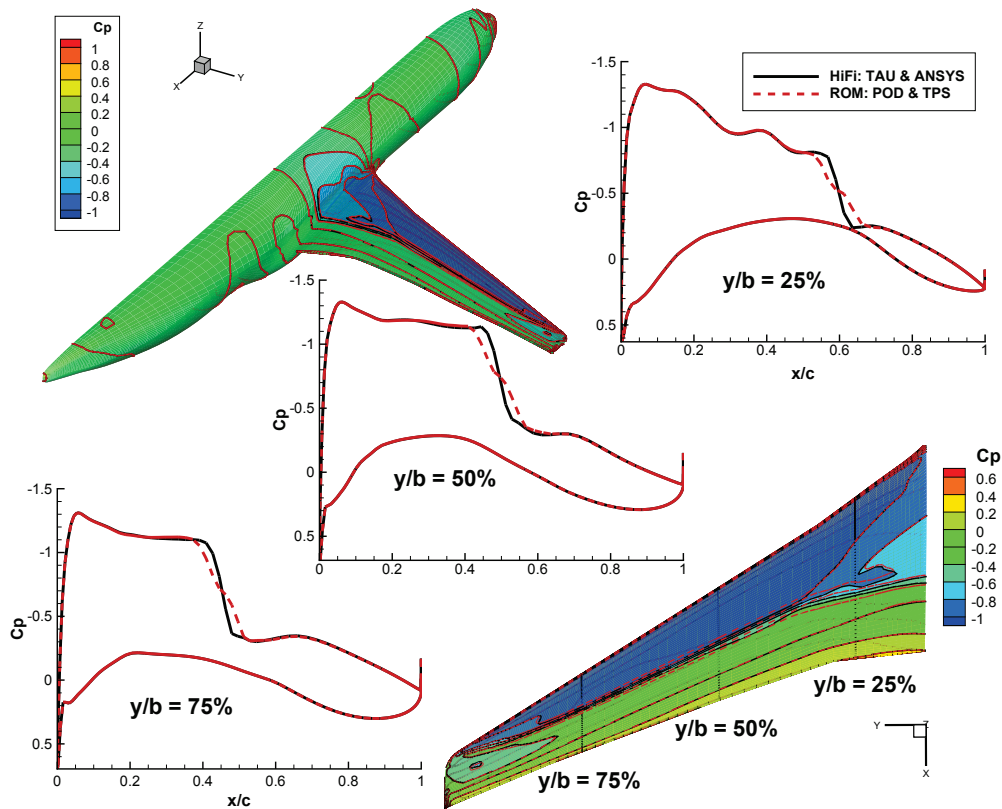 Cp
1
0.8
0.6
0.4
0.2
0
-0.2
-0.4
-0.6
-0.8
-1
Z
X
Y
HiFi: TAU & ANSYS
ROM: POD & TPS
-1.5
-1
-0.5
0
0.5
Cp
0
0.2
0.4
0.6
0.8
1
x/c
y/b = 25%
-1.5
-1
-0.5
0
0.5
Cp
0
0.2
0.4
0.6
0.8
1
y/b = 50%
-1.5
-1
-0.5
0
0.5
Cp
0
0.2
0.4
0.6
0.8
1
x/c
y/b = 75%
Cp
0.6
0.4
0.2
0
-0.2
-0.4
-0.6
-0.8
-1
y/b = 25%
y/b = 50%
y/b = 75%
Y
Z
X